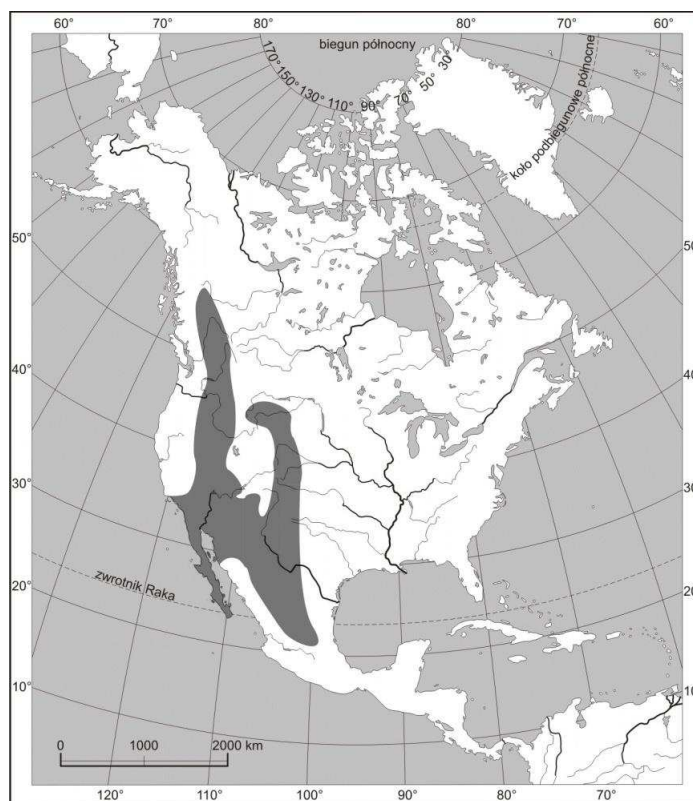 80° 70° 60° 80° 80° 60° 70° 60°
biegun północny
170° 150° 130° 110° 90° 70° 50° 30°
koło podbiegunowe północne
50° 50°
40° 40°
30° 30°
zwrotnik Raka
20° 20°
10° 10°
0 1000 2000 km
120° 110° 100° 90° 80° 70°